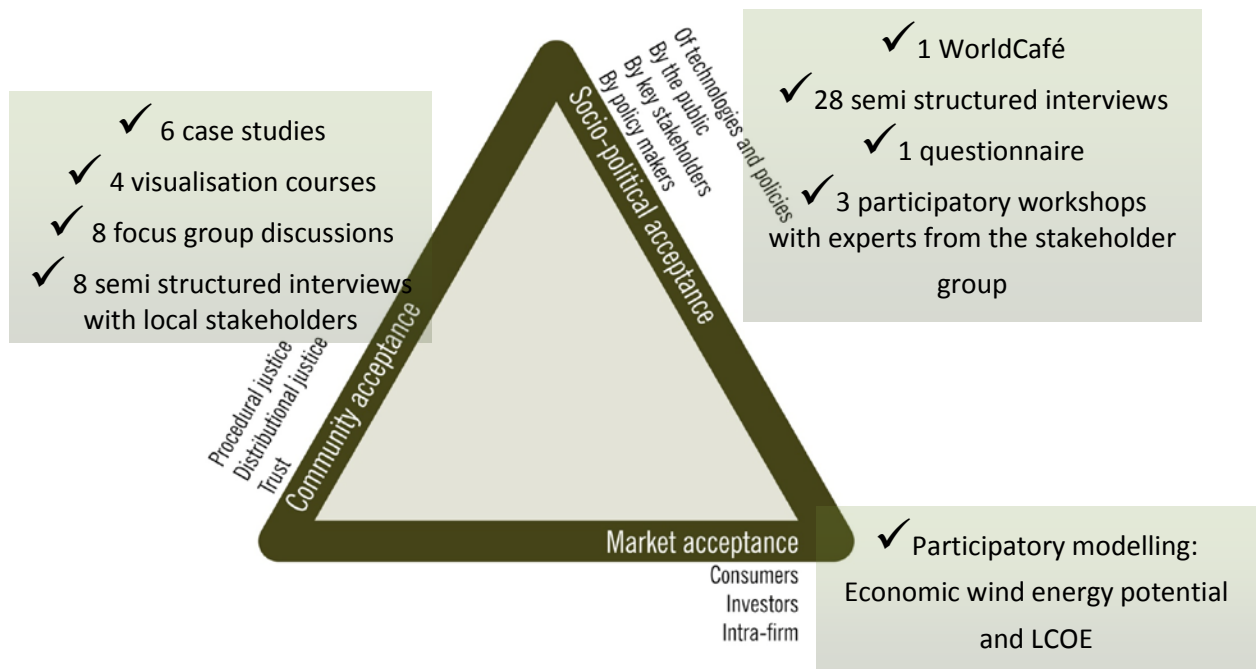 ✓ 6 case studies
✓ 4 visualisation courses
✓ 8 focus group discussions
✓ 8 semi structured interviews
with local stakeholders
Community acceptance
Procedural justice
Distributional justice
Trust
Socio-political acceptance
Of technologies and policies
By the public
By key stakeholders
By policy makers
✓ 1 WorldCafé
✓ 28 semi structured interviews
✓ 1 questionnaire
✓ 3 participatory workshops
with experts from the stakeholder
group
Market acceptance
Consumers
Investors
Intra-firm
✓ Participatory modelling:
Economic wind energy potential
and LCOE